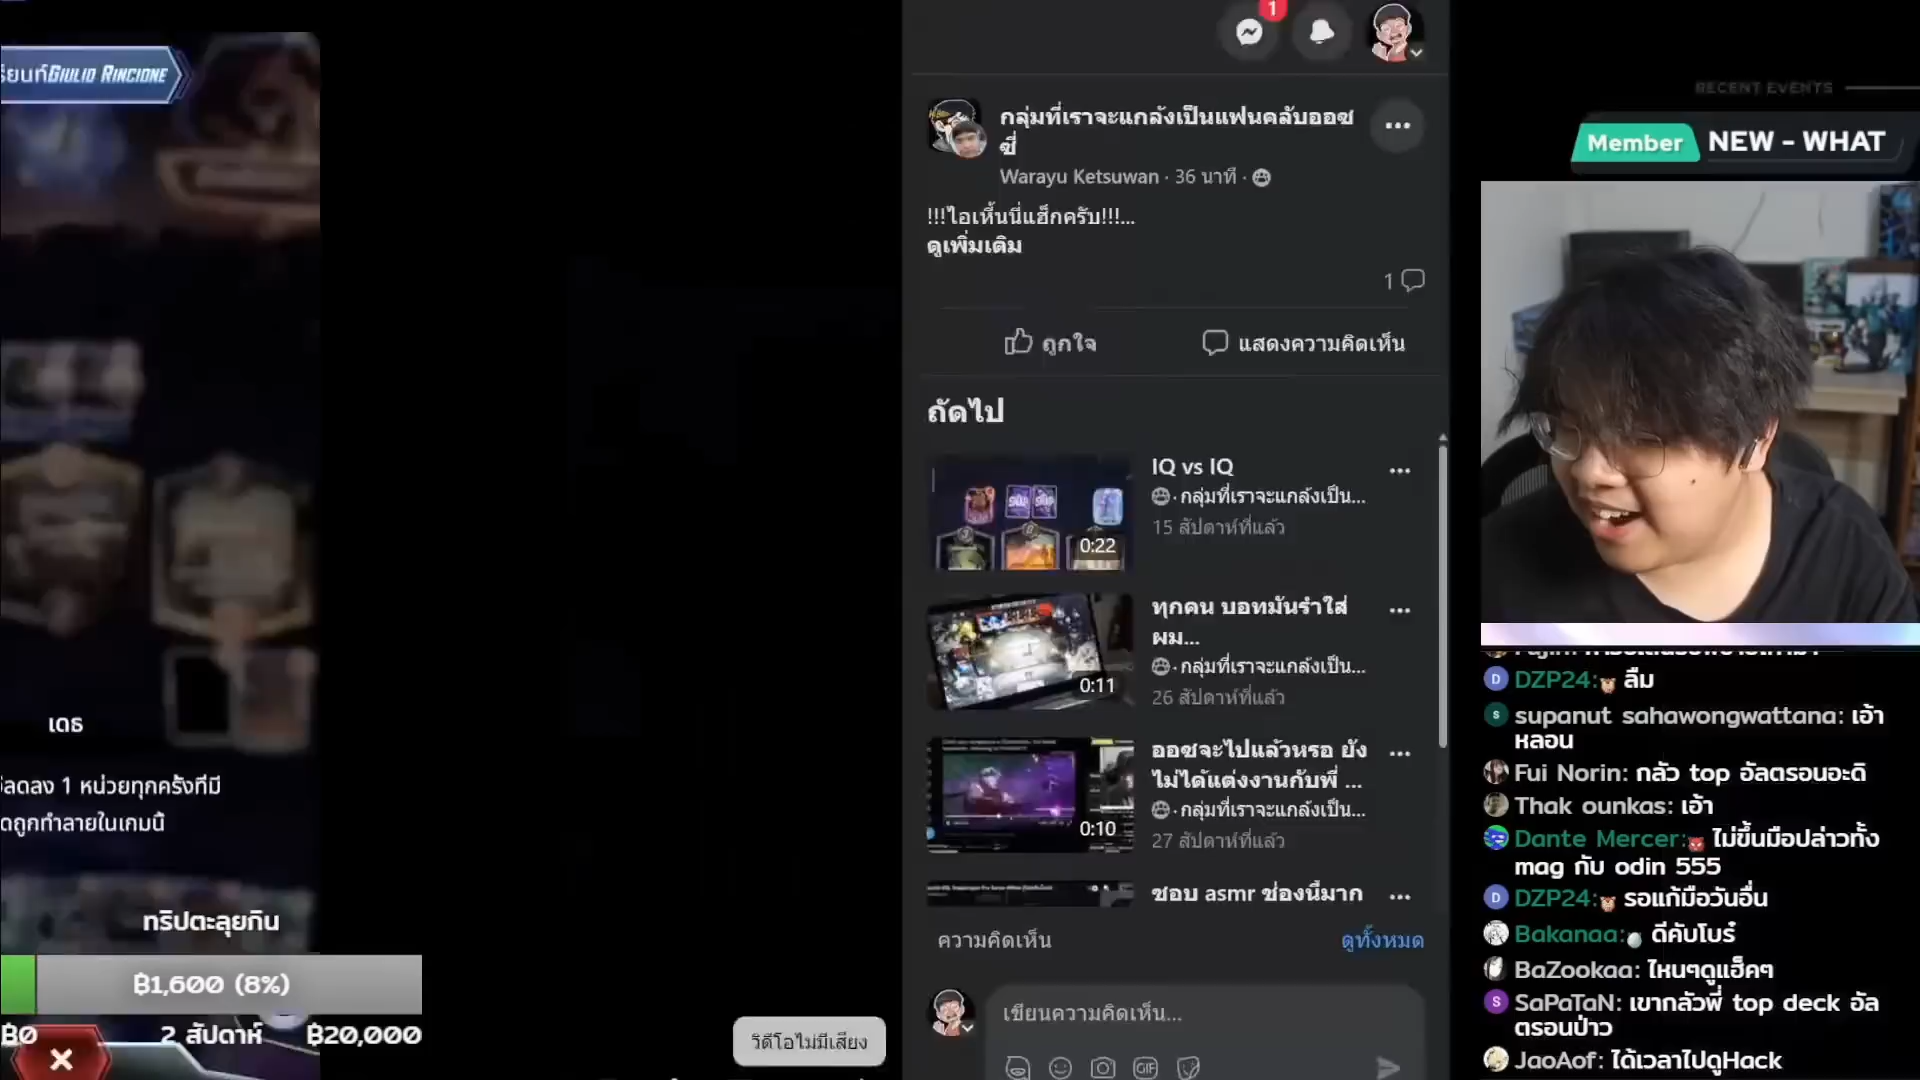 รียนท์GIULIO RINCIONE
เดธ
ลดลง 1 หน่วยทุกครั้งที่มี
ดถูกทำลายในเกมนี้
ทริปตะลุยกิน
฿1,600 (8%)
฿0
2 สัปดาห์
฿20,000
วิดีโอไม่มีเสียง
1
กลุ่มที่เราจะแกล้งเป็นแฟนคลับออซ
ซี่
Warayu Ketsuwan · 36 นาที ·
!!!ไอเหี้นนี่แฮ็กครับ!!!...
ดูเพิ่มเติม
1
ถูกใจ
แสดงความคิดเห็น
ถัดไป
IQ vs IQ
· กลุ่มที่เราจะแกล้งเป็น...
15 สัปดาห์ที่แล้ว
0:22
ทุกคน บอทมันรำใส่
ผม...
· กลุ่มที่เราจะแกล้งเป็น...
26 สัปดาห์ที่แล้ว
0:11
ออซจะไปแล้วหรอ ยัง
ไม่ได้แต่งงานกับพี่ ...
· กลุ่มที่เราจะแกล้งเป็น...
27 สัปดาห์ที่แล้ว
0:10
ชอบ asmr ช่องนี้มาก
ความคิดเห็น
ดูทั้งหมด
เขียนความคิดเห็น...
GIF
RECENT EVENTS
Member
NEW - WHAT
DZP24: ลืม
supanut sahawongwattana: เอ้า
หลอน
Fui Norin: กลัว top อัลตรอนอะดิ
Thak ounkas: เอ้า
Dante Mercer: ไม่ขึ้นมือปล่าวทั้ง
mag กับ odin 555
DZP24: รอแก้มือวันอื่น
Bakanaa: ดีคับโบร๋
BaZookaa: ไหนๆดูแฮ็คๆ
SaPaTaN: เขากลัวพี่ top deck อัล
ตรอนป่าว
JaoAof: ได้เวลาไปดูHack